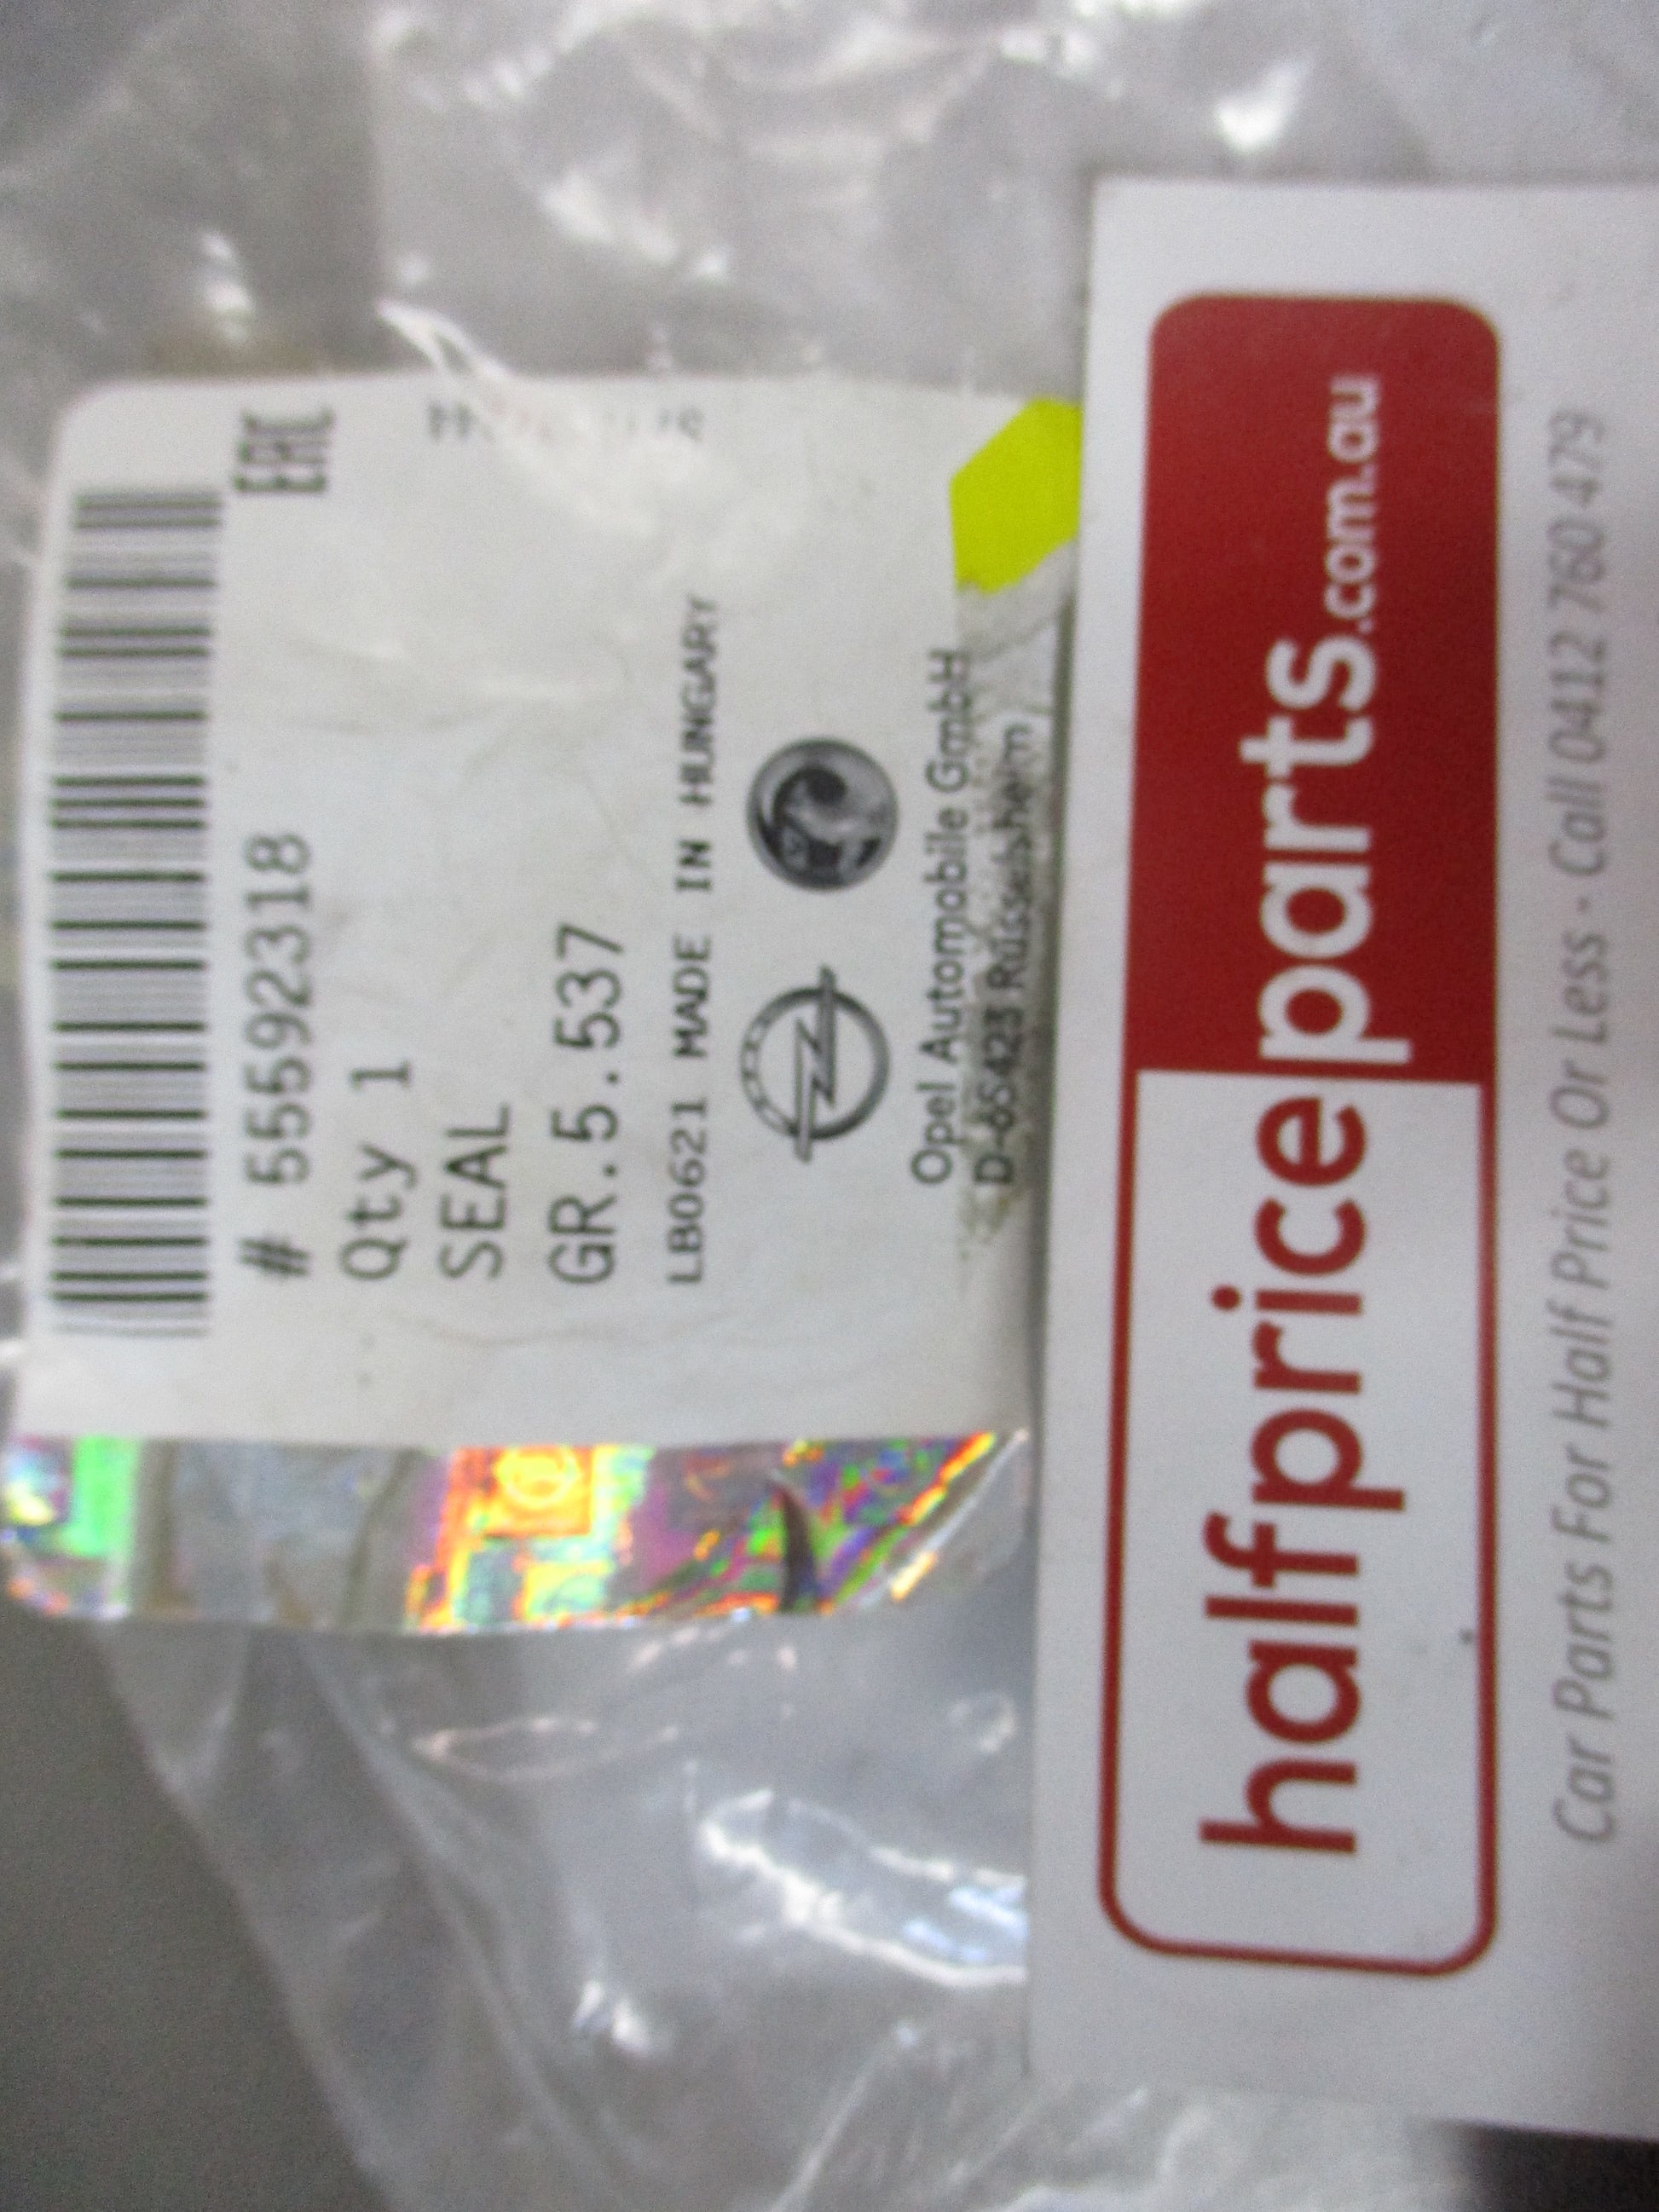 # 55592318
EAC
Qty 1
SEAL
GR.5.537
LB0621 MADE IN HUNGARY
Opel Automobile GmbH
D-65423 Rüsselsheim
halfpriceparts.com.au
Car Parts For Half Price Or Less - Call 0412 760 479